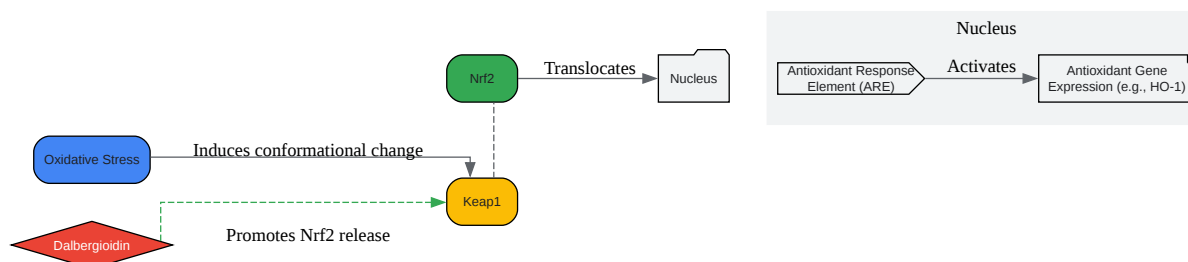 Nucleus
Nrf2
Translocates
Nucleus
Antioxidant Response
Element (ARE)
Activates
Antioxidant Gene
Expression (e.g., HO-1)
Oxidative Stress
Induces conformational change
Keap1
Promotes Nrf2 release
Dalbergioidin